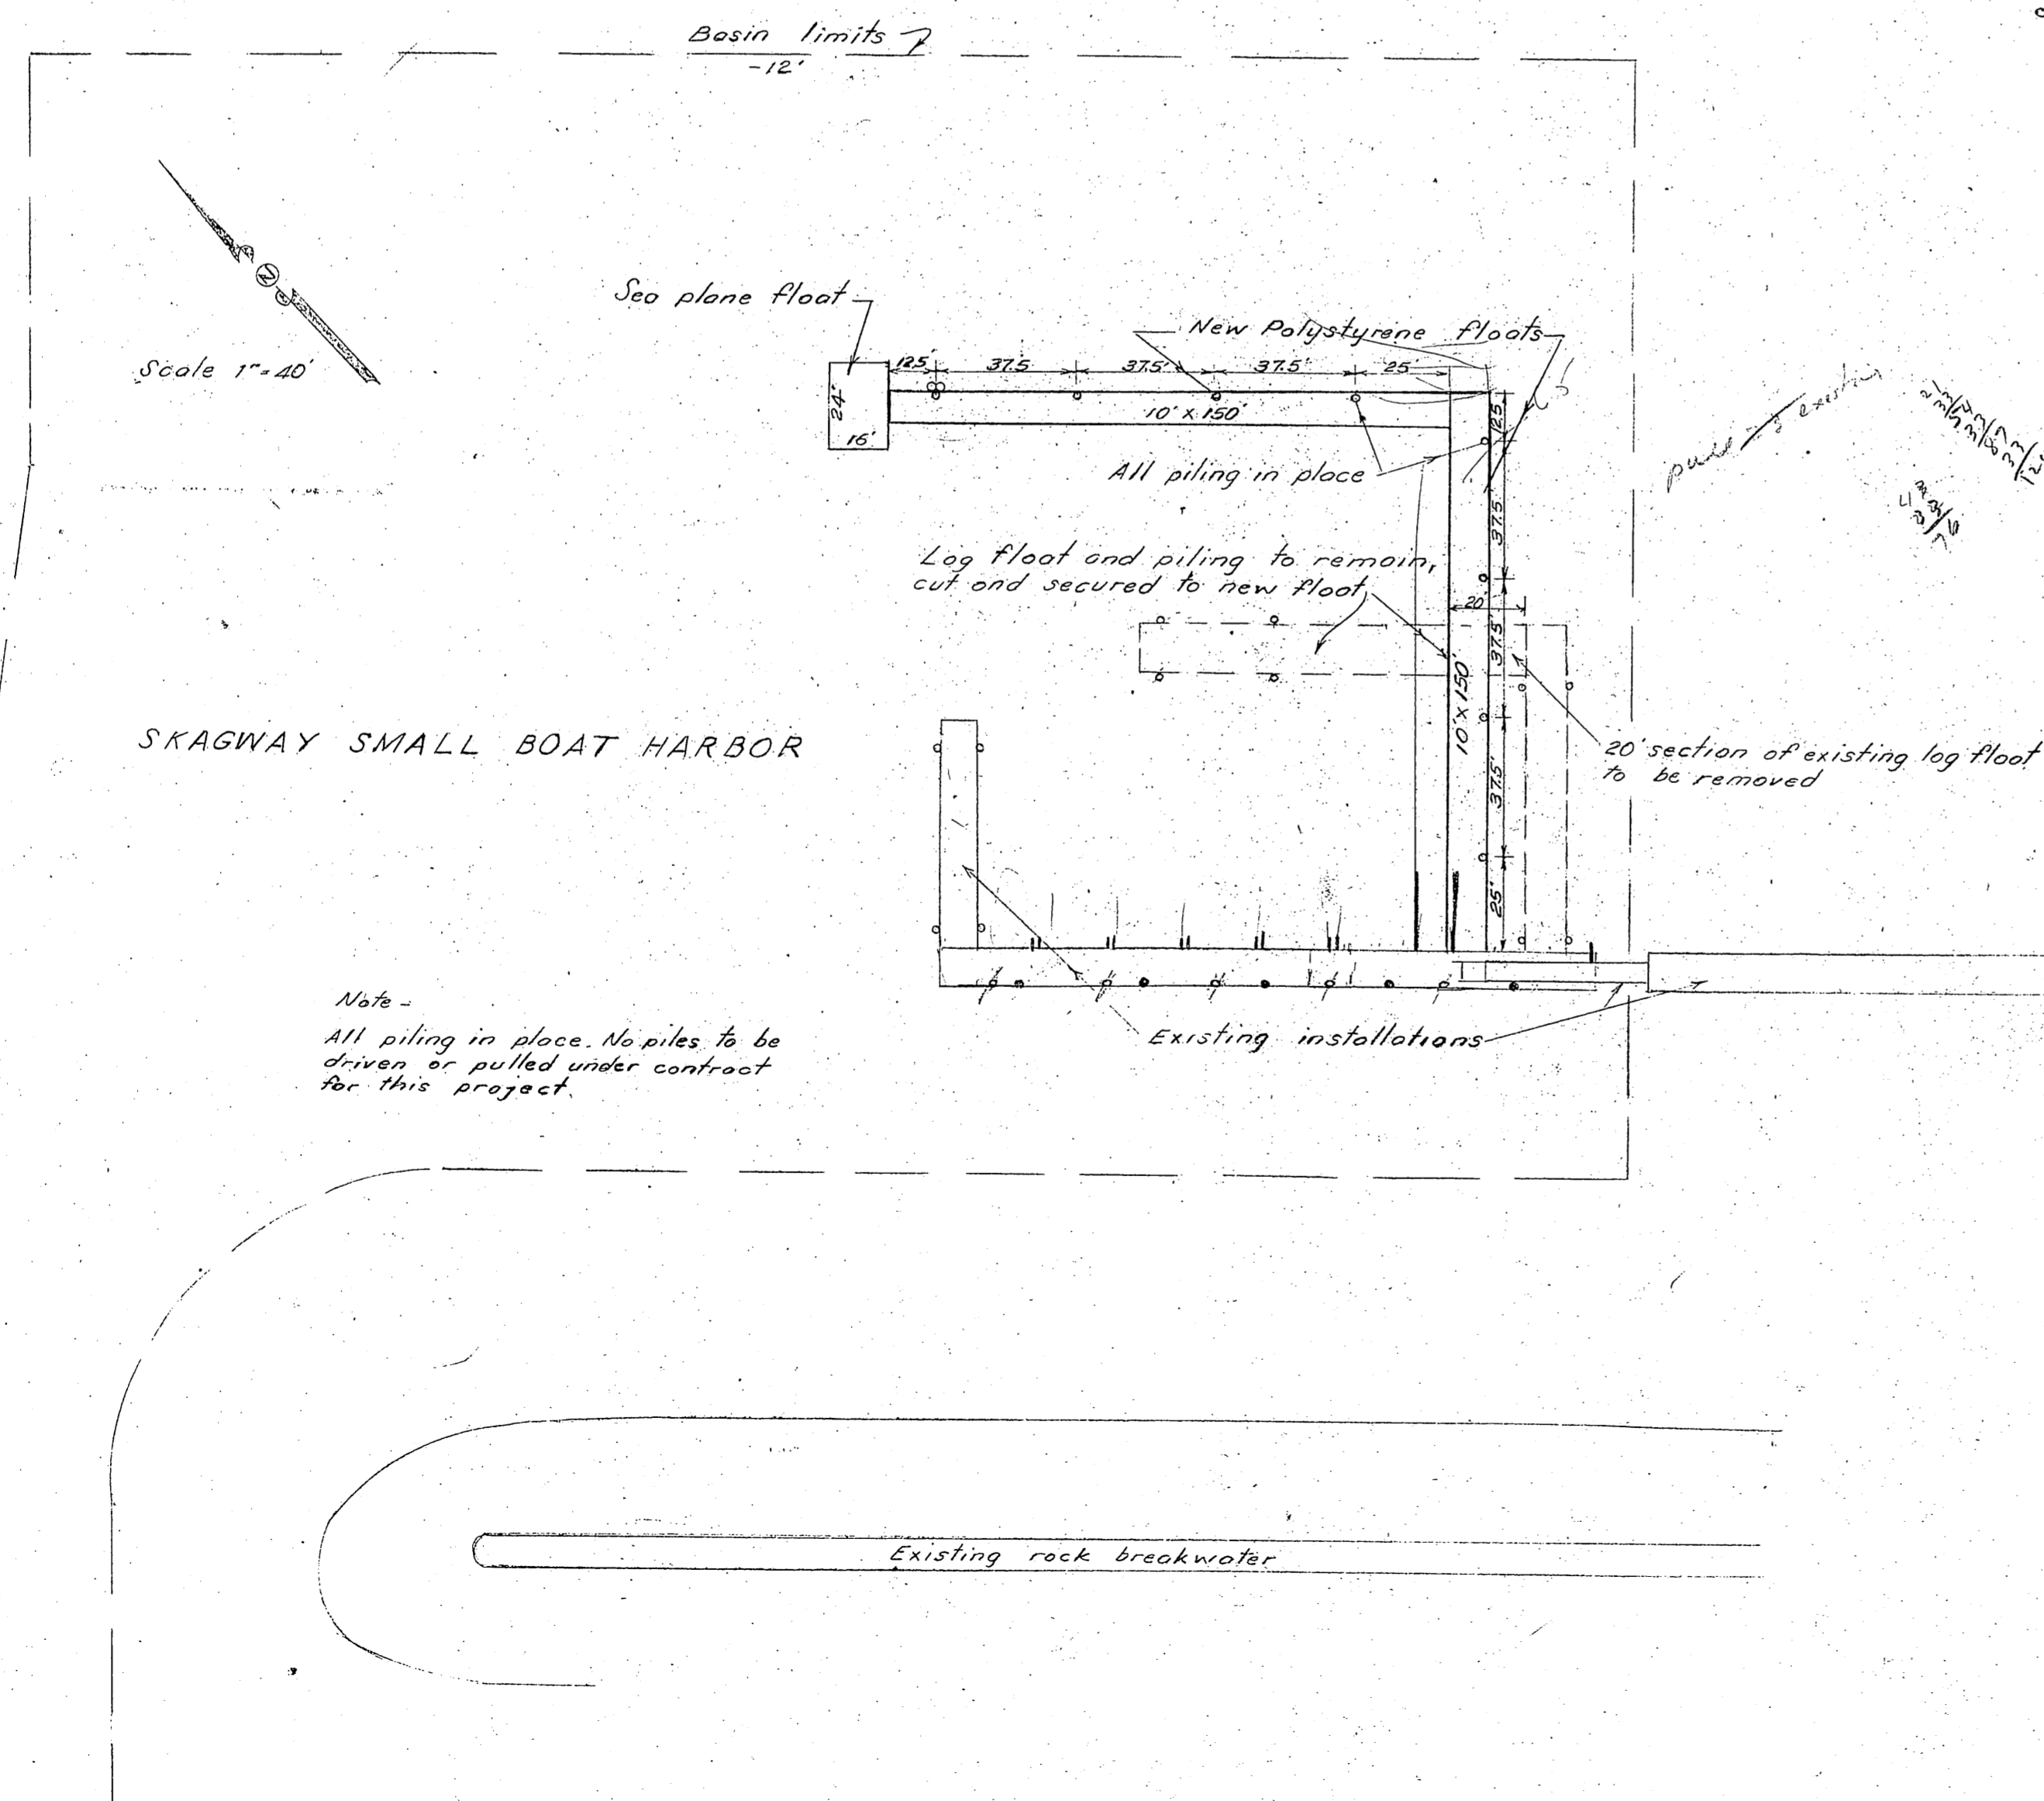 Basin limits
-12'
N
Scale 1"=40'
Sea plane float
New Polystyrene floats
12.5' 37.5 37.5' 37.5' 25'
24'
16'
10' x 150'
12.5
All piling in place
37.5'
Log float and piling to remain,
cut and secured to new float
20'
37.5'
10' x 150'
SKAGWAY SMALL BOAT HARBOR
20' section of existing log float
to be removed
37.5'
25'
existing
Note -
All piling in place. No piles to be
driven or pulled under contract
for this project.
Existing installations
Existing rock breakwater